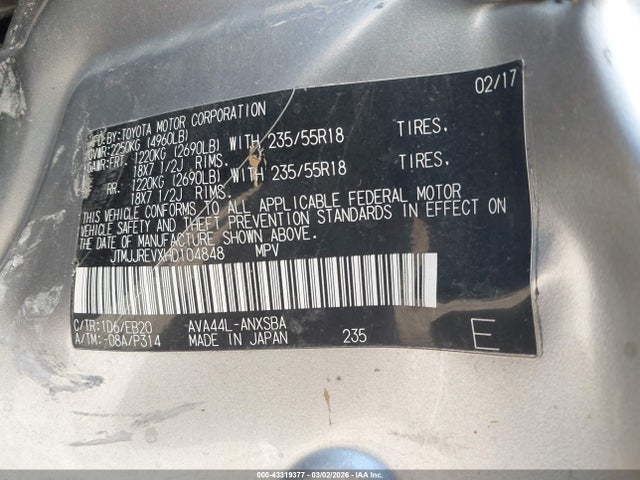 02/17
MFD.BY:TOYOTA MOTOR CORPORATION
GVWR:2250KG (4960LB)
GAWR:FRT. 1220KG (2690LB) WITH 235/55R18 TIRES.
18X7 1/2J RIMS.
RR. 1220KG (2690LB) WITH 235/55R18 TIRES.
18X7 1/2J RIMS.
THIS VEHICLE CONFORMS TO ALL APPLICABLE FEDERAL MOTOR
VEHICLE SAFETY AND THEFT PREVENTION STANDARDS IN EFFECT ON
THE DATE OF MANUFACTURE SHOWN ABOVE.
JTMJJREVXHD104848 MPV
C/TR:1D6/EB20 AVA44L-ANXSBA
A/TM:-08A/P314 MADE IN JAPAN 235 E
000-43319377 - 03/02/2026 - IAA Inc.